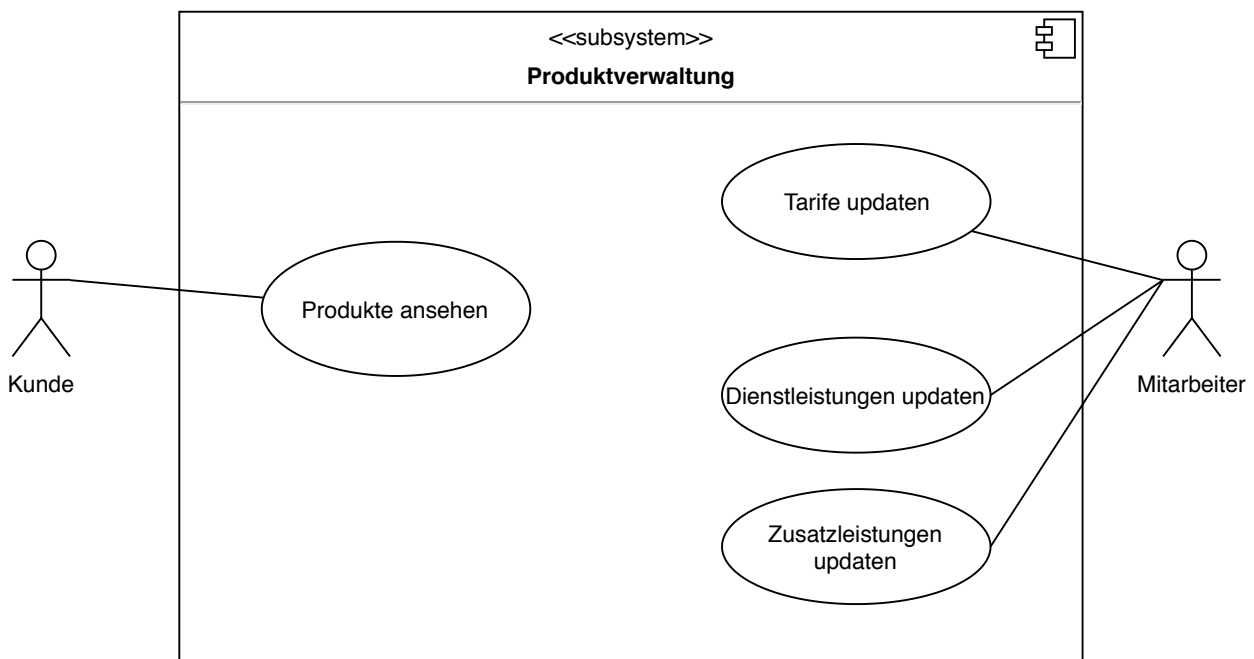 <<subsystem>>
Produktverwaltung
Tarife updaten
Produkte ansehen
Kunde
Mitarbeiter
Dienstleistungen updaten
Zusatzleistungen
updaten